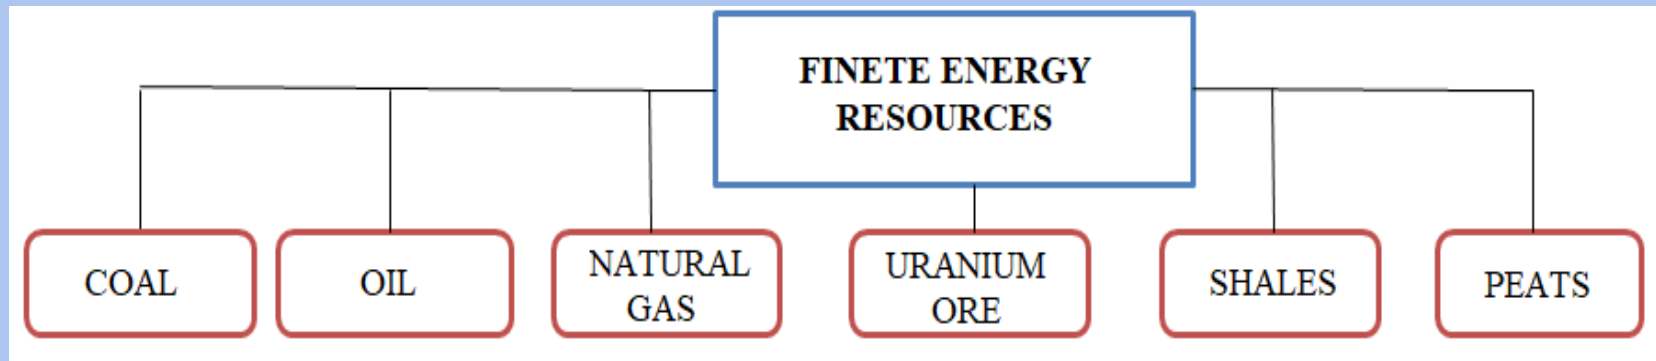 FINETE ENERGY
RESOURCES
COAL
OIL
NATURAL
GAS
URANIUM
ORE
SHALES
PEATS